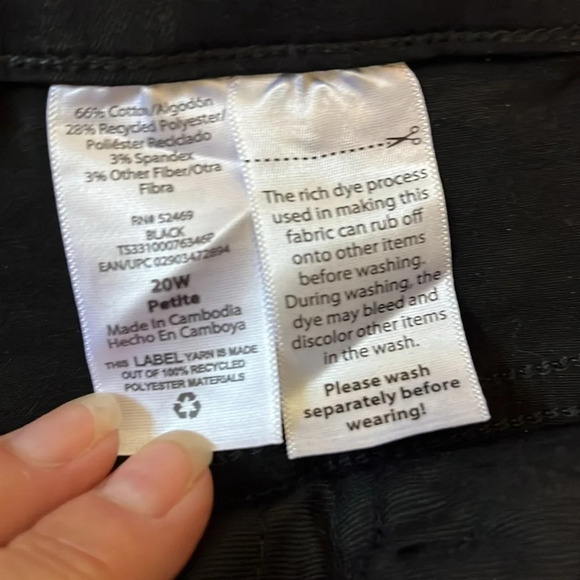 66% Cotton/Algodón
28% Recycled Polyester/
Poliéster Reciclado
3% Spandex
3% Other Fiber/Otra
Fibra
RN# 52469
BLACK
TS33100076346P
EAN/UPC 02903472894
20W
Petite
Made in Cambodia
Hecho En Camboya
THIS LABEL YARN IS MADE
OUT OF 100% RECYCLED
POLYESTER MATERIALS
The rich dye process
used in making this
fabric can rub off
onto other items
before washing.
During washing, the
dye may bleed and
discolor other items
in the wash.
Please wash
separately before
wearing!